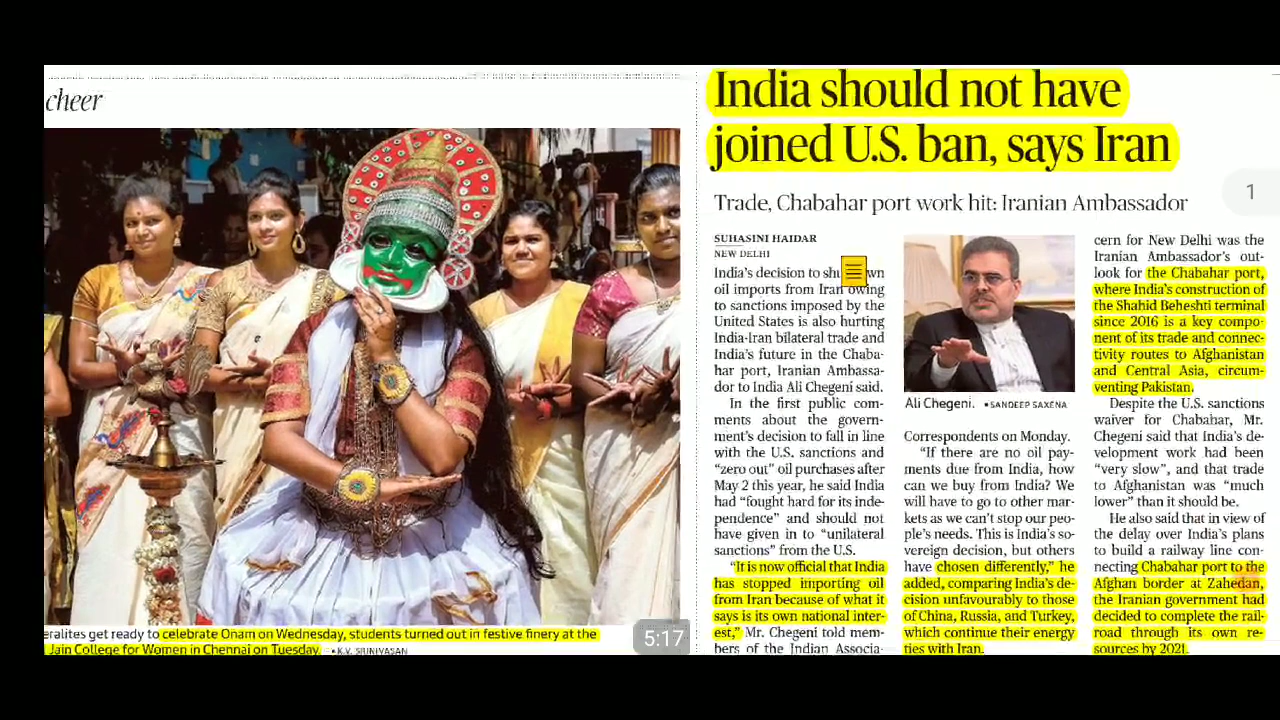 cheer
eralites get ready to celebrate Onam on Wednesday, students turned out in festive finery at the
Jain College for Women in Chennai on Tuesday. • K.V. SRINIVASAN
5:17
India should not have
joined U.S. ban, says Iran
1
Trade, Chabahar port work hit: Iranian Ambassador
SUHASINI HAIDAR
NEW DELHI
India's decision to wn
oil imports from Iran owing
to sanctions imposed by the
United States is also hurting
India-Iran bilateral trade and
India's future in the Chaba-
har port, Iranian Ambassa-
dor to India Ali Chegeni said.
In the first public com-
ments about the govern-
ment's decision to fall in line
with the U.S. sanctions and
"zero out" oil purchases after
May 2 this year, he said India
had "fought hard for its inde-
pendence" and should not
have given in to "unilateral
sanctions" from the U.S.
"It is now official that India
has stopped importing oil
from Iran because of what it
says is its own national inter-
est," Mr. Chegeni told mem-
bers of the Indian Associa-
Ali Chegeni. • SANDEEP SAXENA
Correspondents on Monday.
"If there are no oil pay-
ments due from India, how
can we buy from India? We
will have to go to other mar-
kets as we can't stop our peo-
ple's needs. This is India's so-
vereign decision, but others
have chosen differently," he
added, comparing India's de-
cision unfavourably to those
of China, Russia, and Turkey,
which continue their energy
ties with Iran.
cern for New Delhi was the
Iranian Ambassador's out-
look for the Chabahar port,
where India's construction of
the Shahid Beheshti terminal
since 2016 is a key compo-
nent of its trade and connec-
tivity routes to Afghanistan
and Central Asia, circum-
venting Pakistan.
Despite the U.S. sanctions
waiver for Chabahar, Mr.
Chegeni said that India's de-
velopment work had been
"very slow", and that trade
to Afghanistan was "much
lower" than it should be.
He also said that in view of
the delay over India's plans
to build a railway line con-
necting Chabahar port to the
Afghan border at Zahedan,
the Iranian government had
decided to complete the rail-
road through its own re-
sources by 2021.